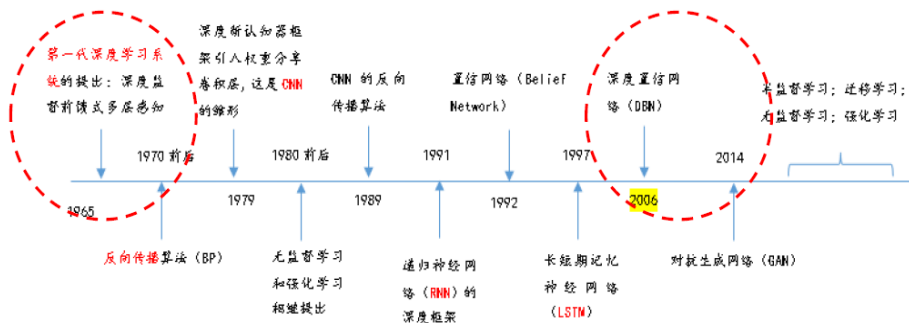 第一代深度学习系
统的提出：深度监
督前馈式多层感知
深度新认知器框
架引入权重分享
卷积层，这是 CNN
的雏形
CNN 的反向
传播算法
置信网络（Belief
Network）
深度置信网
络（DBN）
半监督学习；迁移学习；
无监督学习；强化学习
1970 前后
1980 前后
1991
1997
2014
1965
1979
1989
1992
2006
反向传播算法（BP）
无监督学习
和强化学习
相继提出
递归神经网
络（RNN）的
深度框架
长短期记忆
神经网络
（LSTM）
对抗生成网络（GAN）